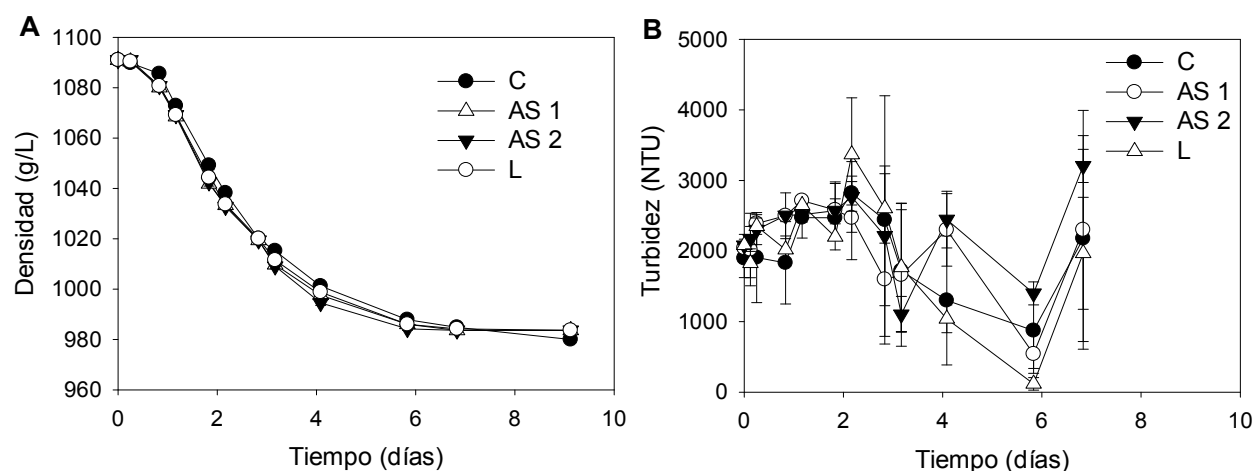 A
Densidad (g/L)
1100
1080
1060
1040
1020
1000
980
960
C
AS 1
AS 2
L
0
2
4
6
8
10
Tiempo (días)
B
Turbidez (NTU)
5000
4000
3000
2000
1000
0
C
AS 1
AS 2
L
0
2
4
6
8
10
Tiempo (días)